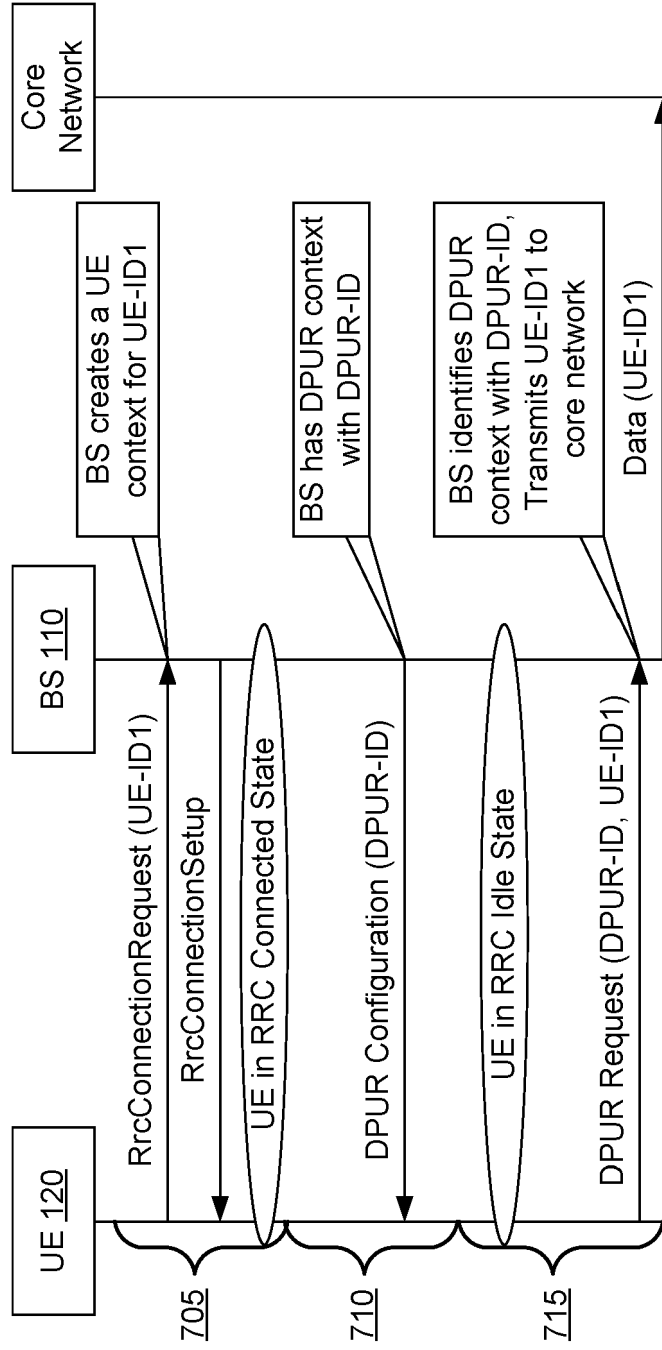 UE 120
BS 110
Core
Network
RrcConnectionRequest (UE-ID1)
BS creates a UE
context for UE-ID1
RrcConnectionSetup
UE in RRC Connected State
705
DPUR Configuration (DPUR-ID)
BS has DPUR context
with DPUR-ID
710
UE in RRC Idle State
BS identifies DPUR
context with DPUR-ID,
Transmits UE-ID1 to
core network
715
DPUR Request (DPUR-ID, UE-ID1)
Data (UE-ID1)